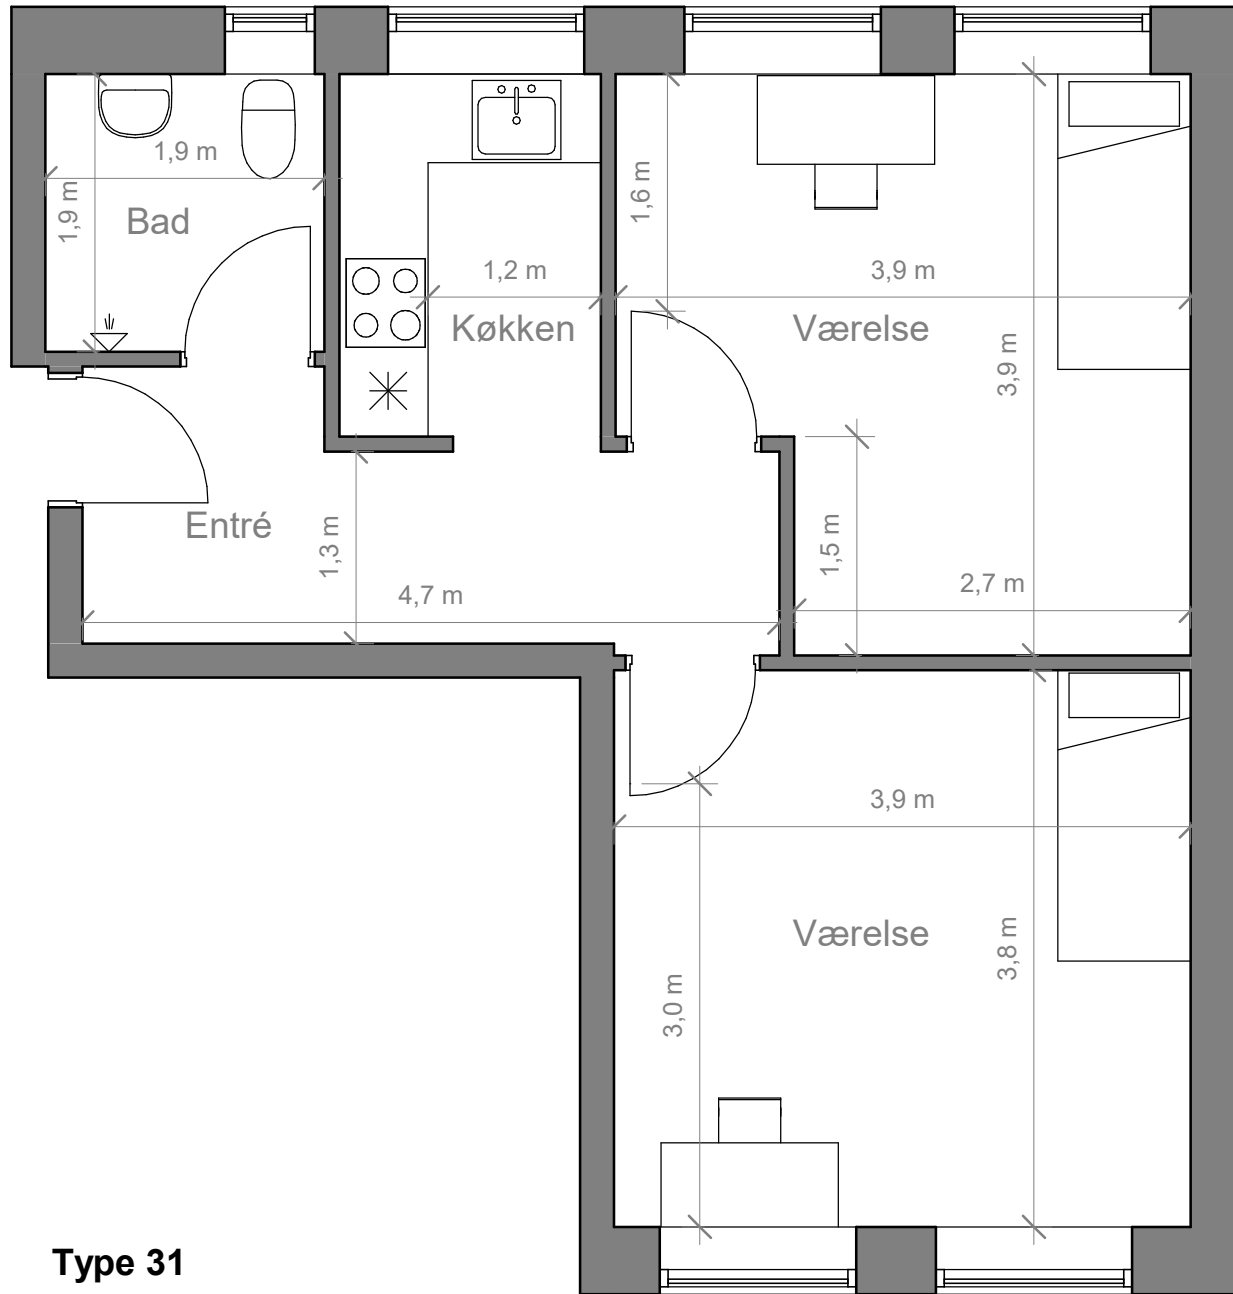 1,9 m
1,9 m
Bad
1,2 m
Køkken
1,6 m
3,9 m
Værelse
3,9 m
Entré
1,3 m
4,7 m
1,5 m
2,7 m
3,9 m
Værelse
3,8 m
3,0 m
Type 31